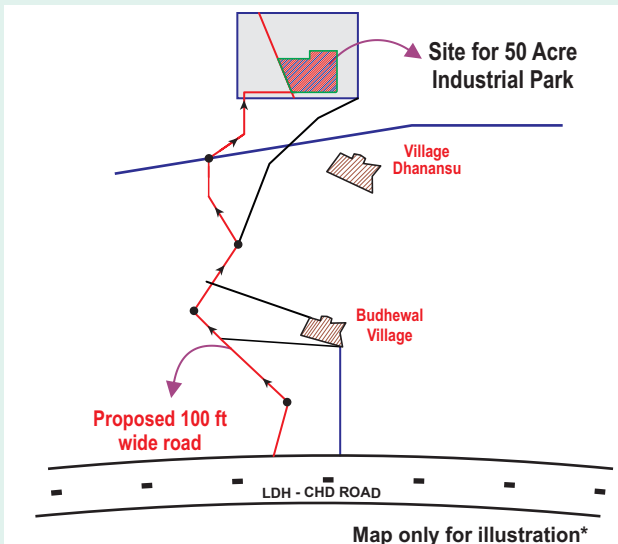 Site for 50 Acre
Industrial Park
Village
Dhanansu
Budhewal
Village
Proposed 100 ft
wide road
LDH - CHD ROAD
Map only for illustration*